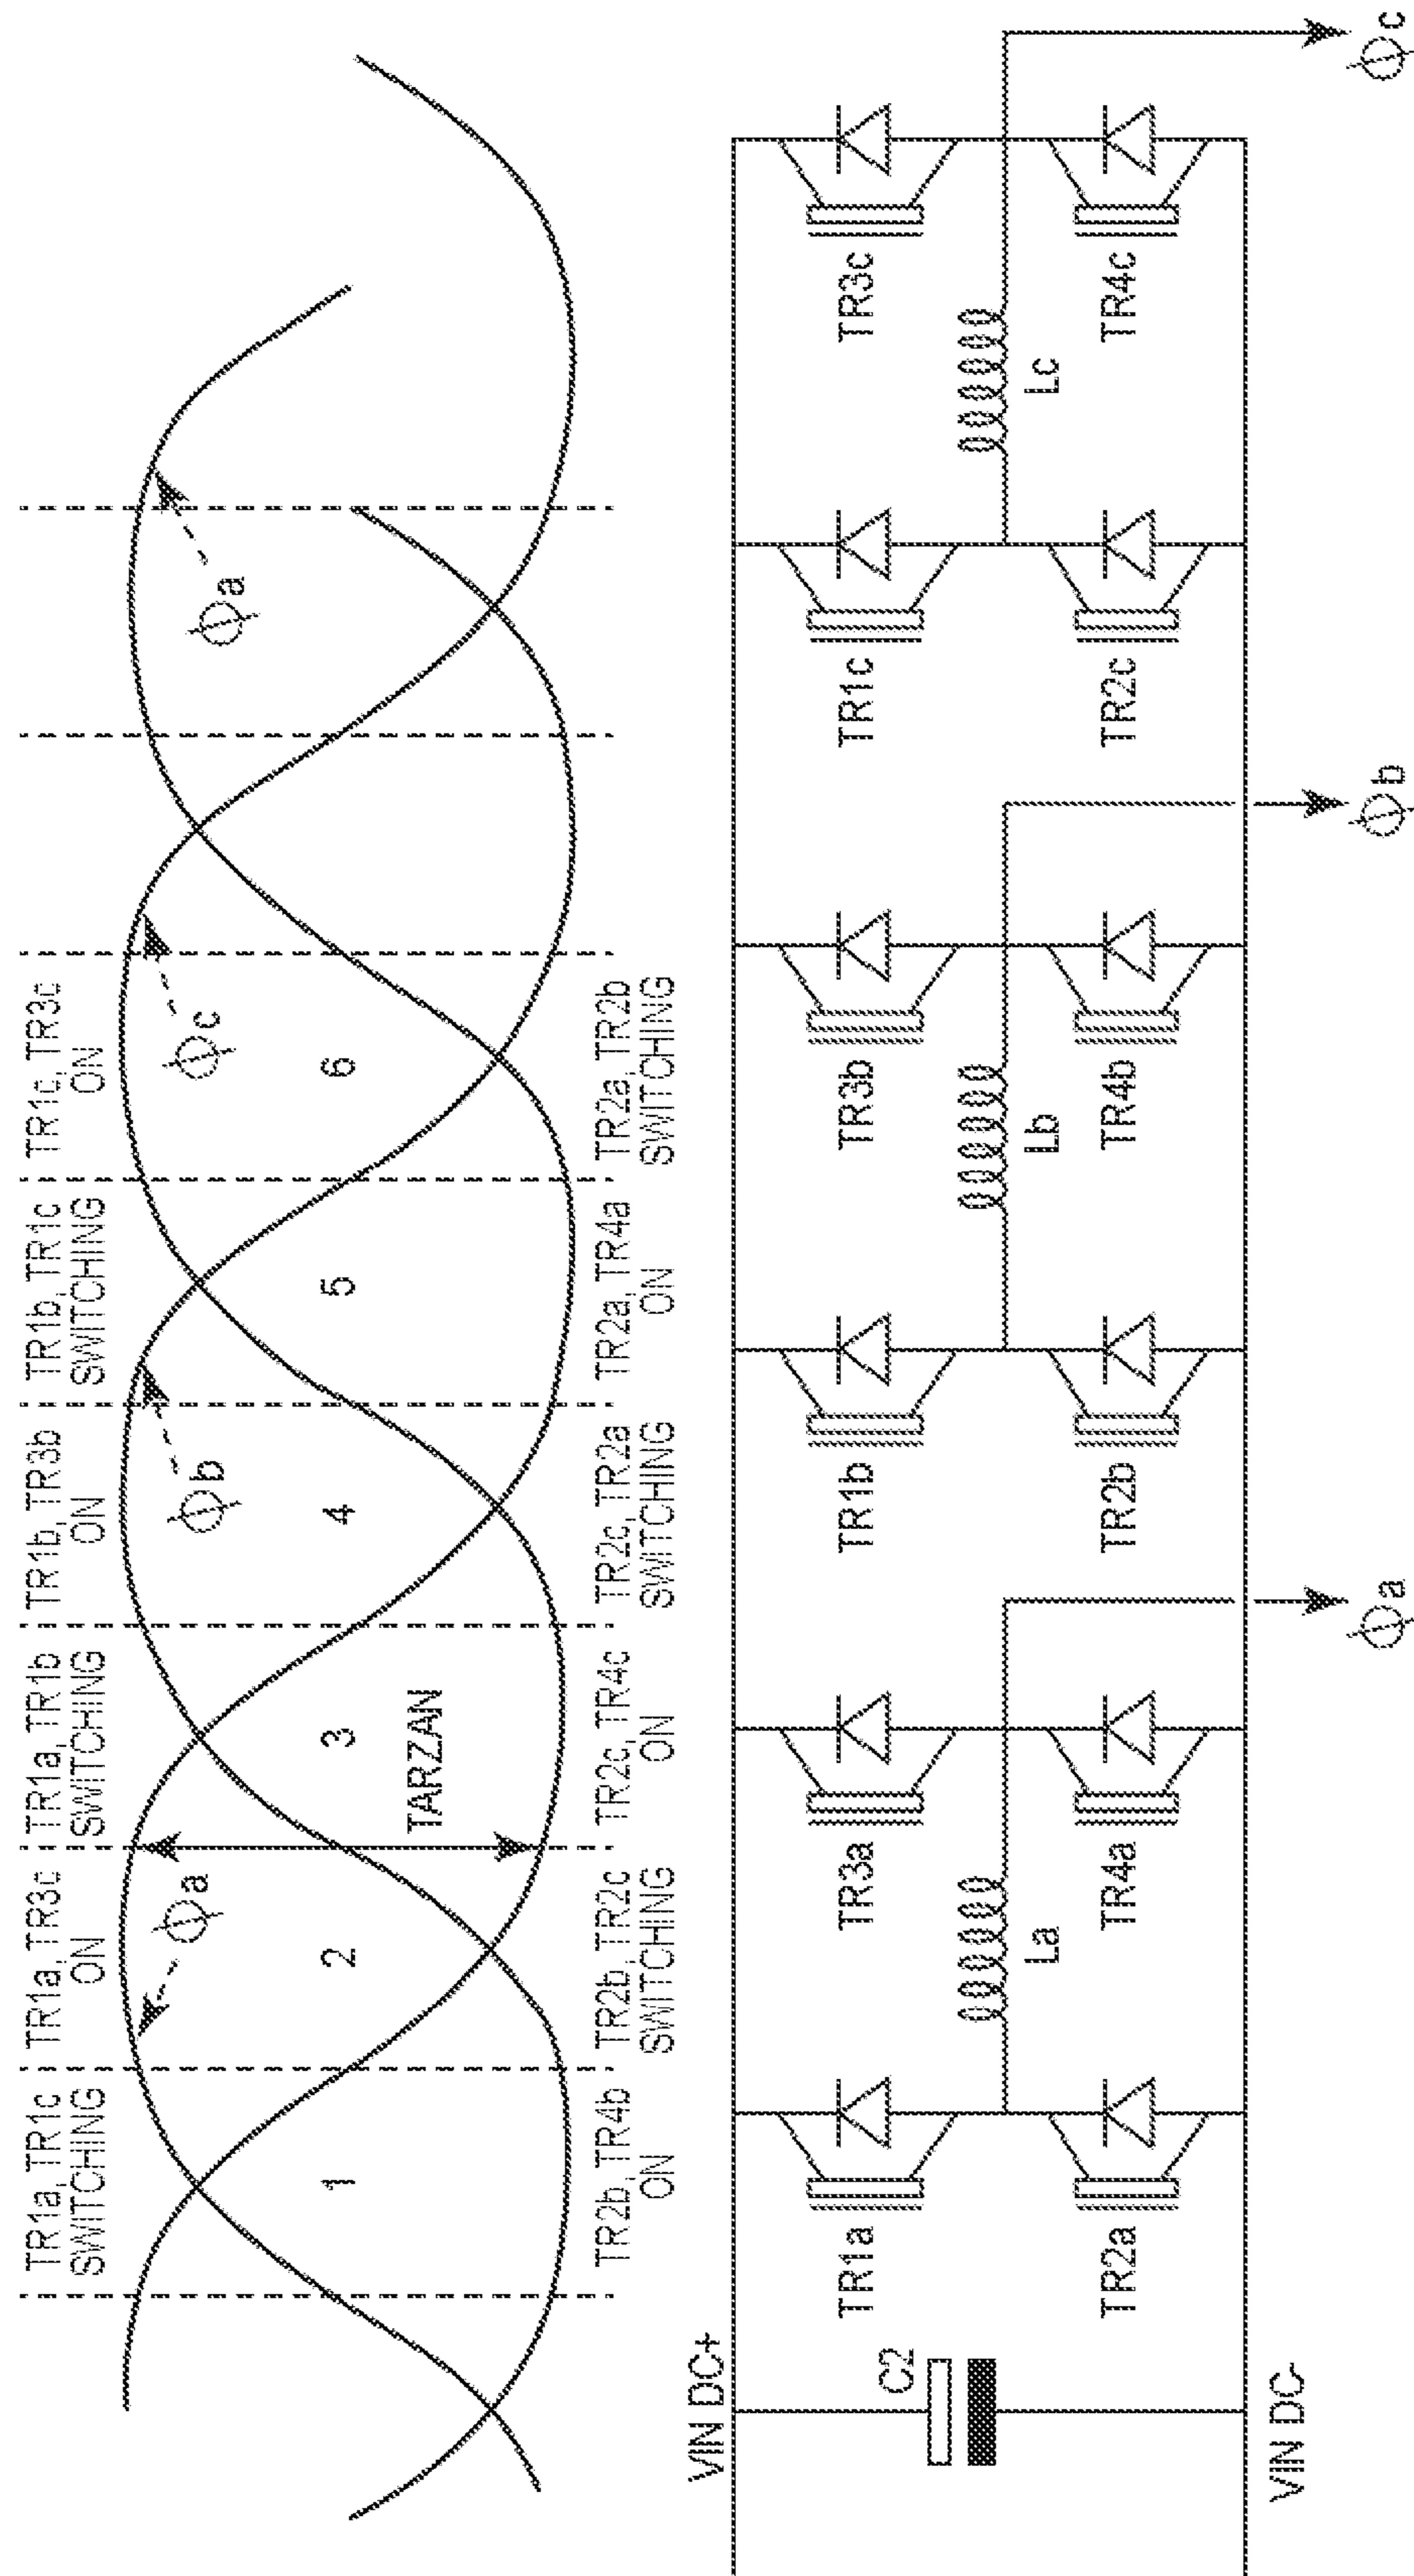 TR1a, TR1c
SWITCHING
TR1a, TR3c
ON
TR1a, TR1b
SWITCHING
TR1b, TR3b
ON
TR1b, TR1c
SWITCHING
TR1c, TR3c
ON
ϕa
ϕb
ϕc
ϕa
1
2
3
4
5
6
TARZAN
TR2b, TR4b
ON
TR2b, TR2c
SWITCHING
TR2c, TR4c
ON
TR2c, TR2a
SWITCHING
TR2a, TR4a
ON
TR2a, TR2b
SWITCHING
VIN DC+
C2
TR1a
TR3a
TR1b
TR3b
TR1c
TR3c
La
Lb
Lc
TR2a
TR4a
TR2b
TR4b
TR2c
TR4c
VIN DC-
ϕa
ϕb
ϕc